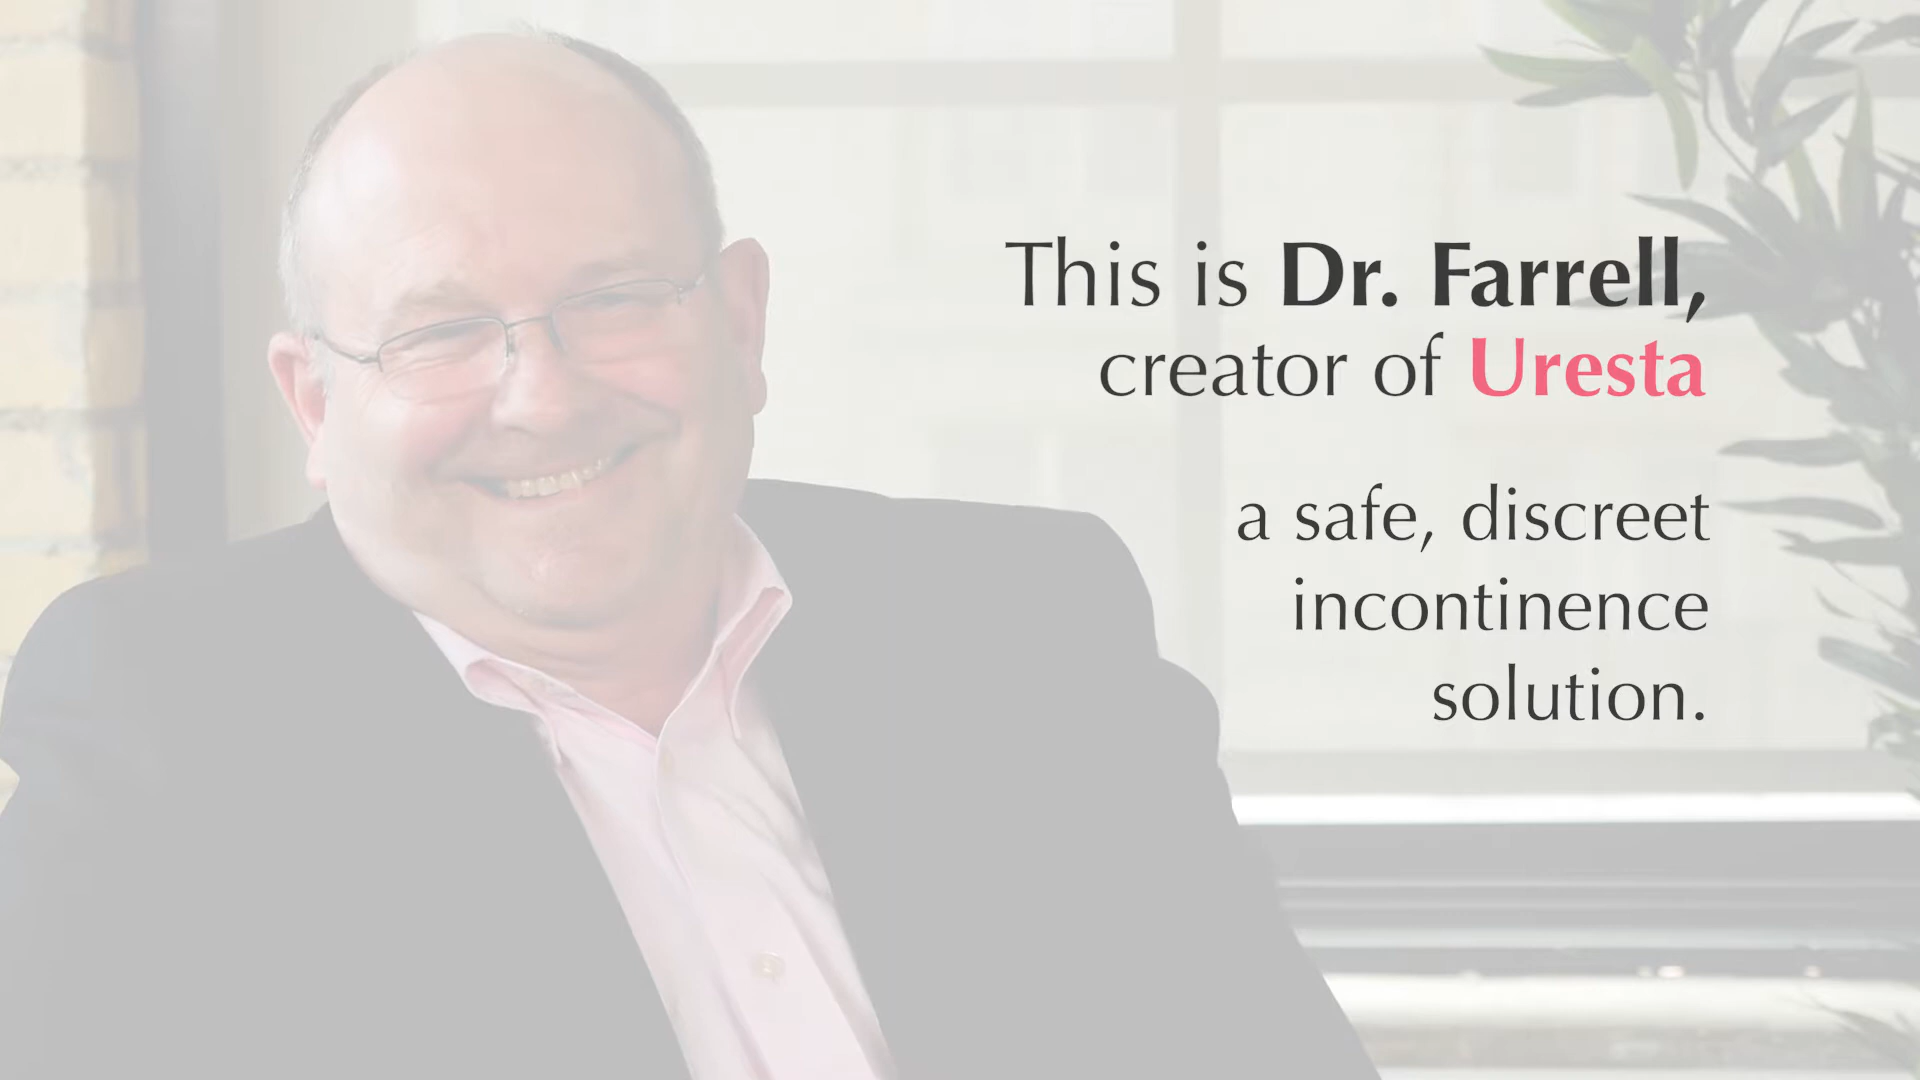 This is Dr. Farrell,
creator of Uresta
a safe, discreet
incontinence
solution.